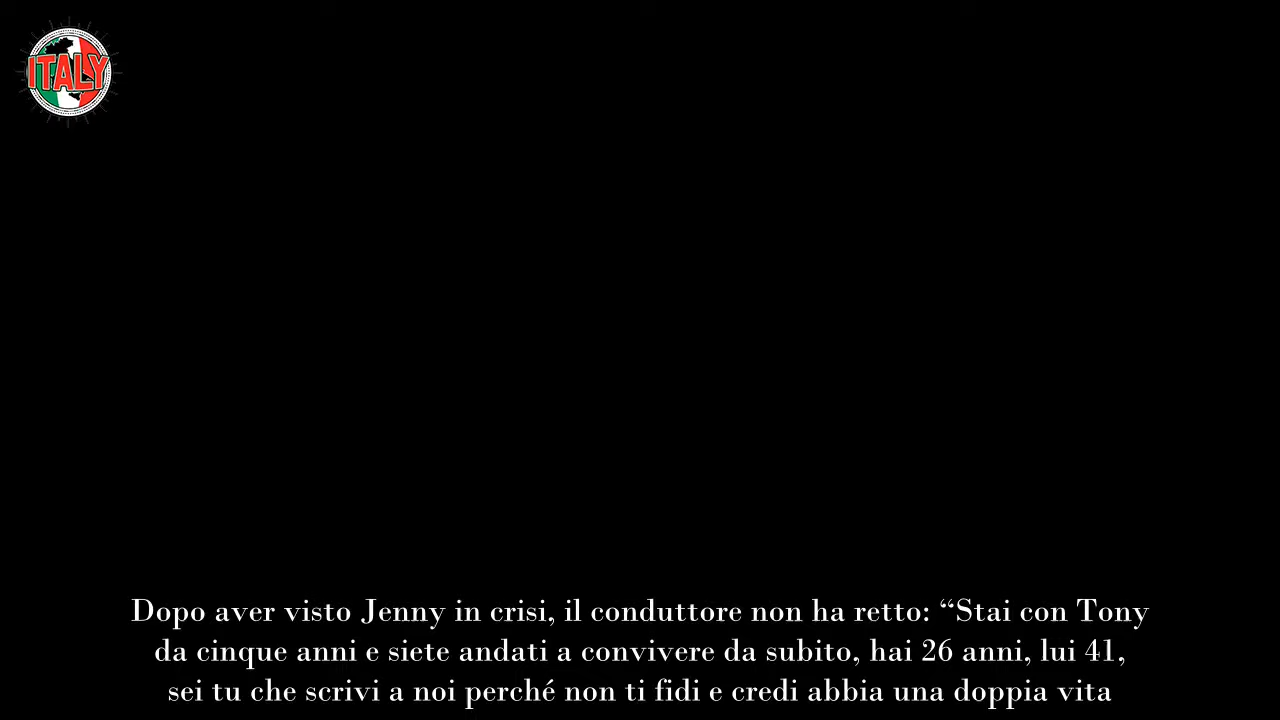 ITALY
Dopo aver visto Jenny in crisi, il conduttore non ha retto: “Stai con Tony
da cinque anni e siete andati a convivere da subito, hai 26 anni, lui 41,
sei tu che scrivi a noi perché non ti fidi e credi abbia una doppia vita